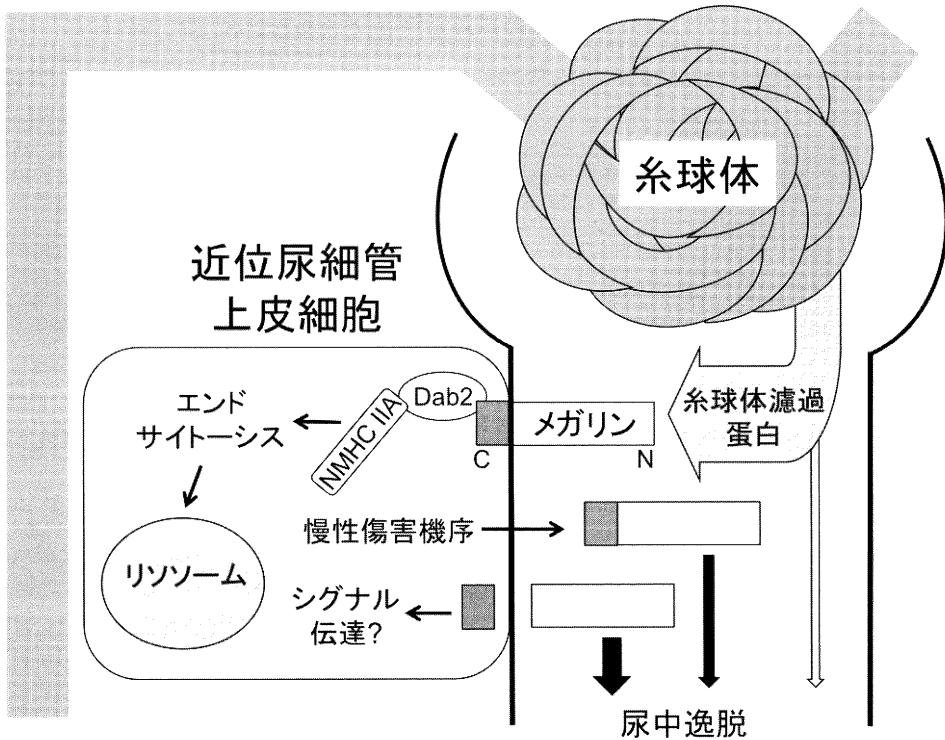 糸球体
近位尿細管
上皮細胞
Dab2
NMHC IIA
エンド
サイトーシス
メガリン
C
N
糸球体濾過
蛋白
慢性傷害機序
リソソーム
シグナル
伝達?
尿中逸脱